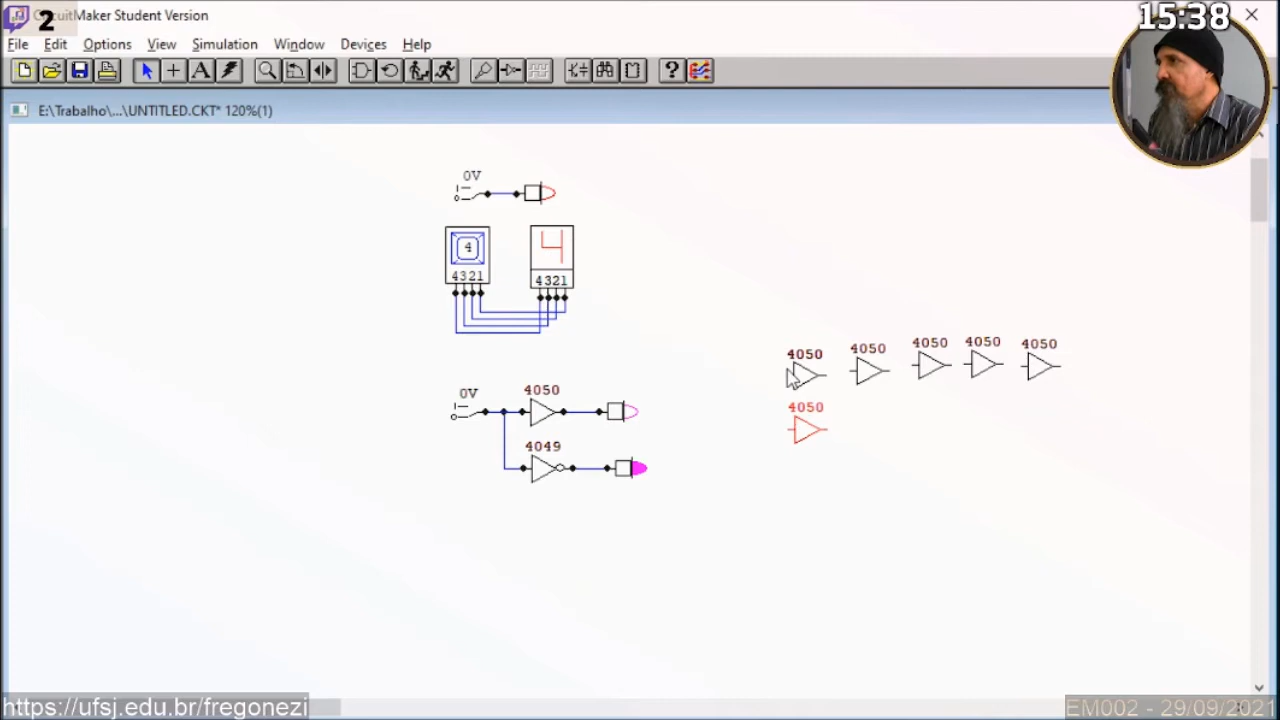 2
CircuitMaker Student Version
15:38
File Edit Options View Simulation Window Devices Help
E:\Trabalho\...\UNTITLED.CKT* 120%(1)
0V
4
4321
4
4321
4050 4050 4050 4050 4050
4050
0V
4050
4049
https://ufsj.edu.br/fregonezi
EM002 - 29/09/2021